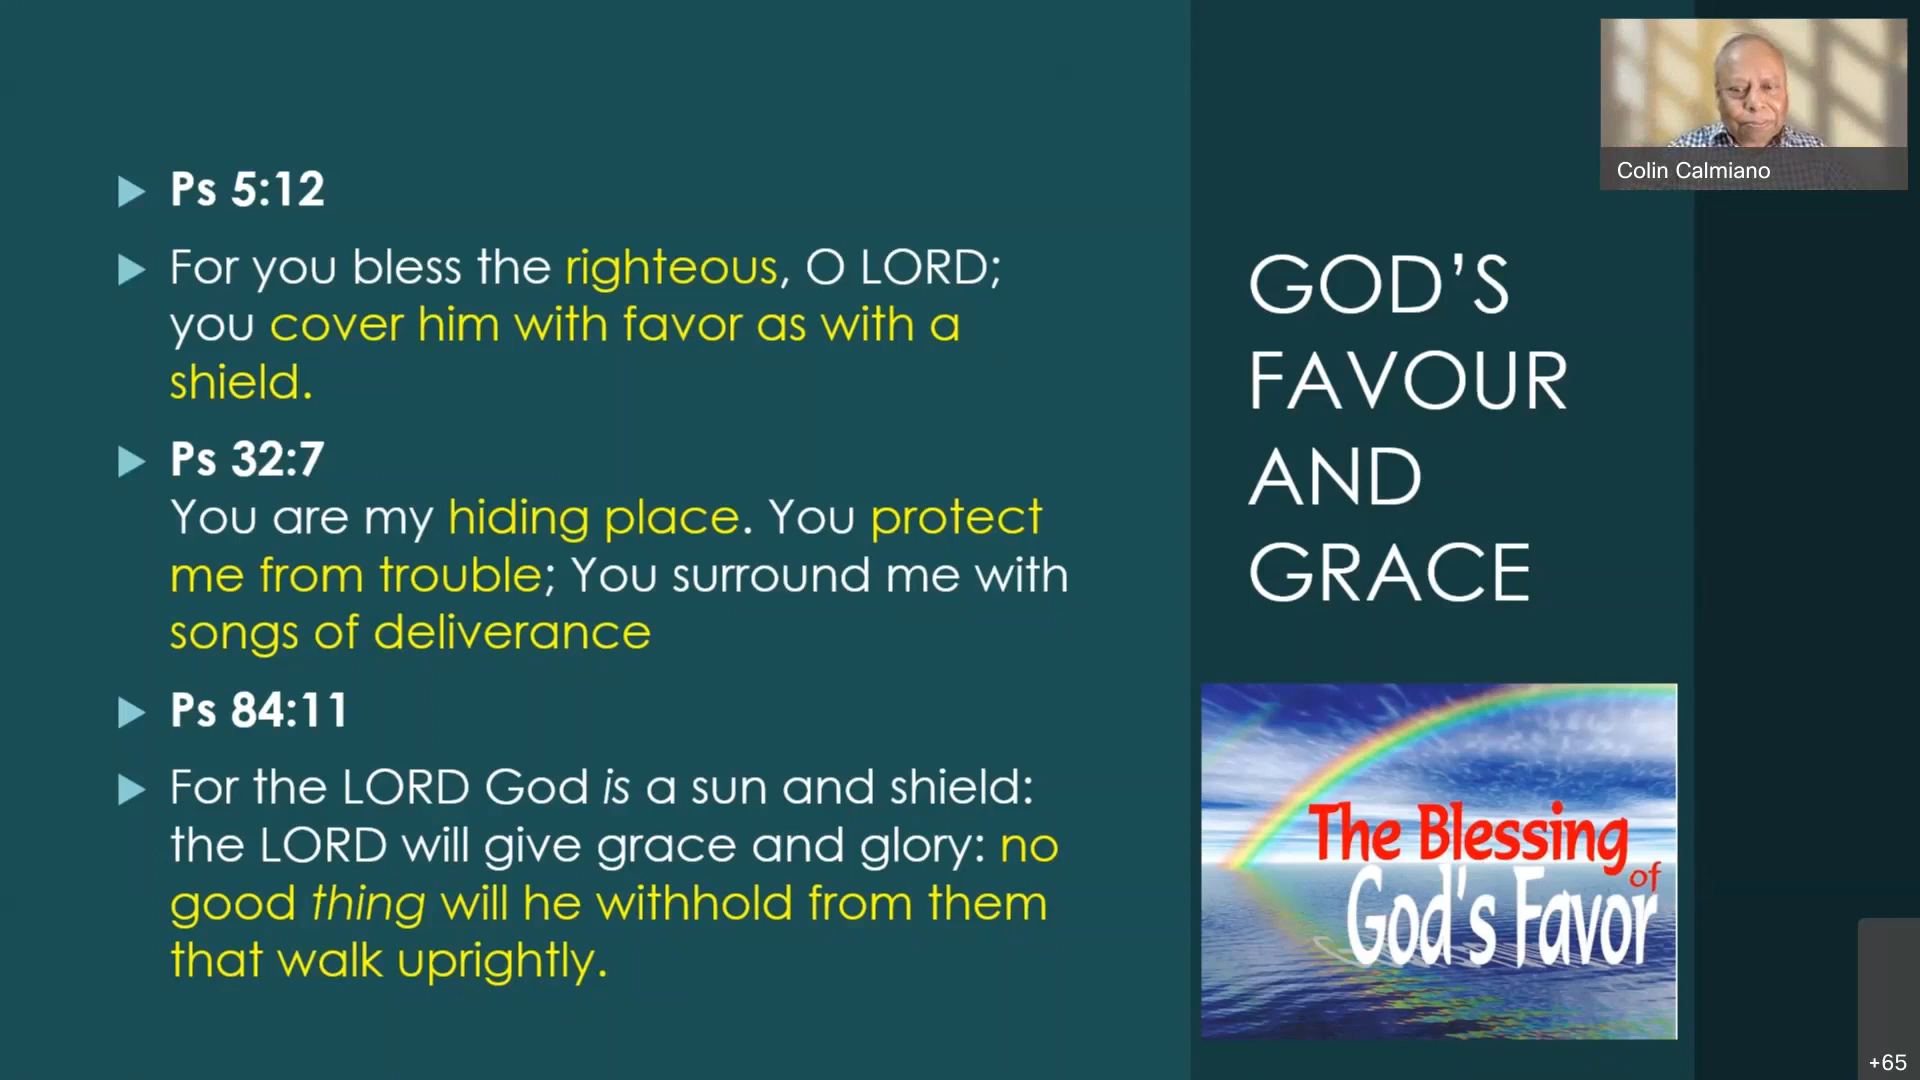 Ps 5:12
For you bless the righteous, O LORD;
you cover him with favor as with a
shield.
Ps 32:7
You are my hiding place. You protect
me from trouble; You surround me with
songs of deliverance
Ps 84:11
For the LORD God is a sun and shield:
the LORD will give grace and glory: no
good thing will he withhold from them
that walk uprightly.
GOD’S
FAVOUR
AND
GRACE
The Blessing
of
God's Favor
Colin Calmiano
+65